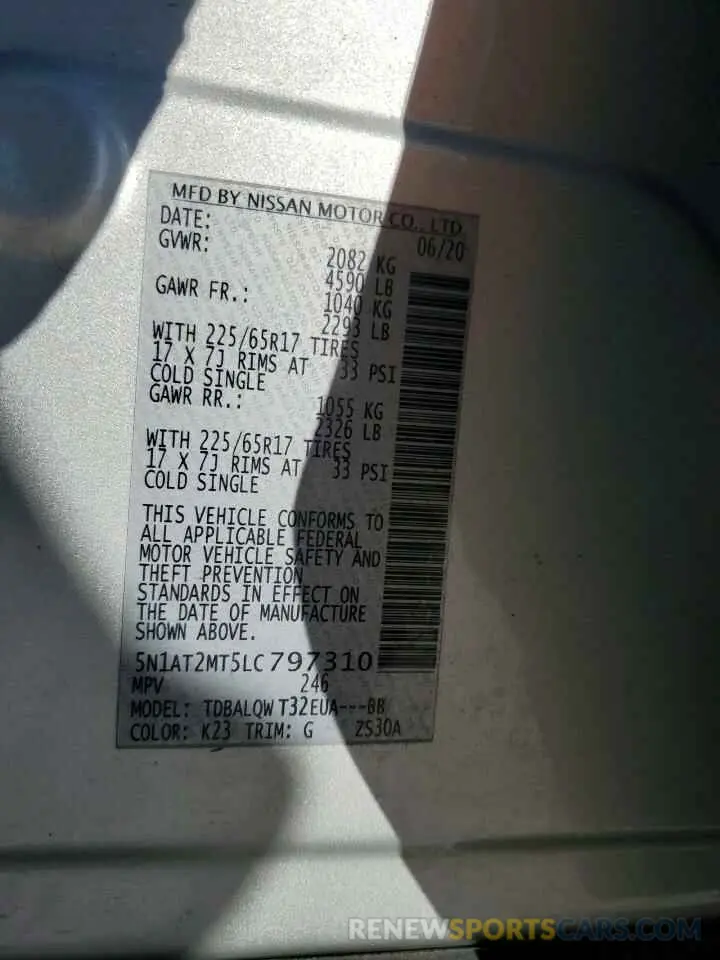 MFD BY NISSAN MOTOR CO., LTD.
DATE: 06/20
GVWR: 2082 KG
4590 LB
GAWR FR.: 1040 KG
2293 LB
WITH 225/65R17 TIRES
17 X 7J RIMS AT 33 PSI
COLD SINGLE
GAWR RR.: 1055 KG
2326 LB
WITH 225/65R17 TIRES
17 X 7J RIMS AT 33 PSI
COLD SINGLE
THIS VEHICLE CONFORMS TO
ALL APPLICABLE FEDERAL
MOTOR VEHICLE SAFETY AND
THEFT PREVENTION
STANDARDS IN EFFECT ON
THE DATE OF MANUFACTURE
SHOWN ABOVE.
5N1AT2MT5LC797310
MPV 246
MODEL: TDBALQW T32EUA---BB
COLOR: K23 TRIM: G ZS30A
RENEWSPORTSCARS.COM